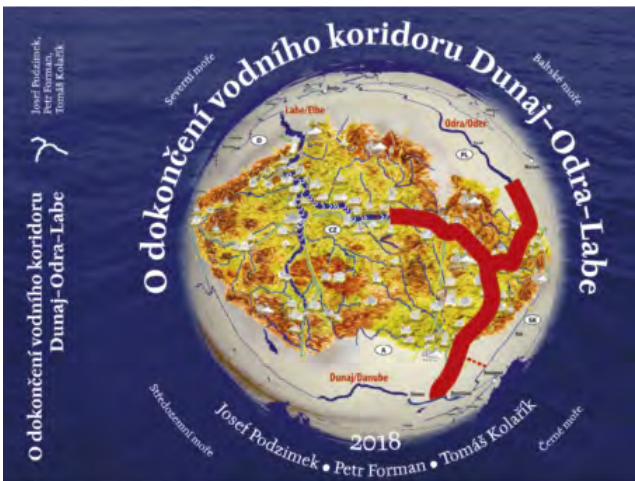 Josef Podzimek,
Petr Forman,
Tomáš Kolařík
O dokončení vodního koridoru
Dunaj–Odra–Labe
O dokončení vodního koridoru Dunaj–Odra–Labe
Severní moře
Baltské moře
Labe/Elbe
Odra/Oder
D
PL
CZ
SK
A
Dunaj/Danube
Středozemní moře
Černé moře
2018
Josef Podzimek • Petr Forman • Tomáš Kolařík